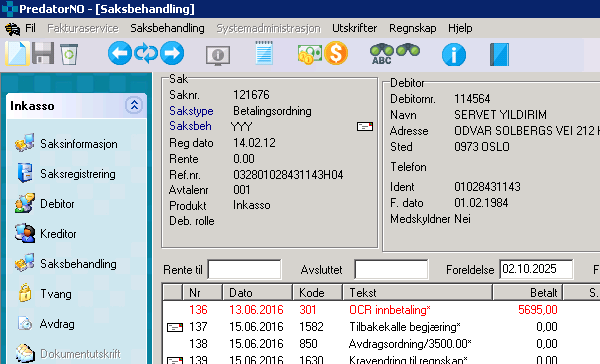 PredatorNO - [Saksbehandling]
Fil Fakturaservice Saksbehandling Systemadministrasjon Utskrifter Regnskap Hjelp
ABC
Inkasso
Saksinformasjon
Saksregistrering
Debitor
Kreditor
Saksbehandling
Tvang
Avdrag
Dokumentutskrift
Sak
Saksnr. 121676
Sakstype Betalingsordning
Saksbeh YYY
Reg dato 14.02.12
Rente 0.00
Ref.nr. 032801028431143H04
Avtalenr 001
Produkt Inkasso
Deb. rolle
Debitor
Debitornr. 114564
Navn SERVET YILDIRIM
Adresse ODVAR SOLBERGS VEI 212 H
Sted 0973 OSLO
Telefon
Ident 01028431143
F. dato 01.02.1984
Medskyldner Nei
Rente til Avsluttet Foreldelse 02.10.2025 F
Nr Dato Kode Tekst Betalt S.
136 13.06.2016 301 OCR innbetaling* 5695,00
137 15.06.2016 1582 Tilbakekalle begjæring* 0,00
138 15.06.2016 850 Avdragsordning/3500.00* 0,00
139 15.06.2016 1630 Kravendring til regnskap* 0,00